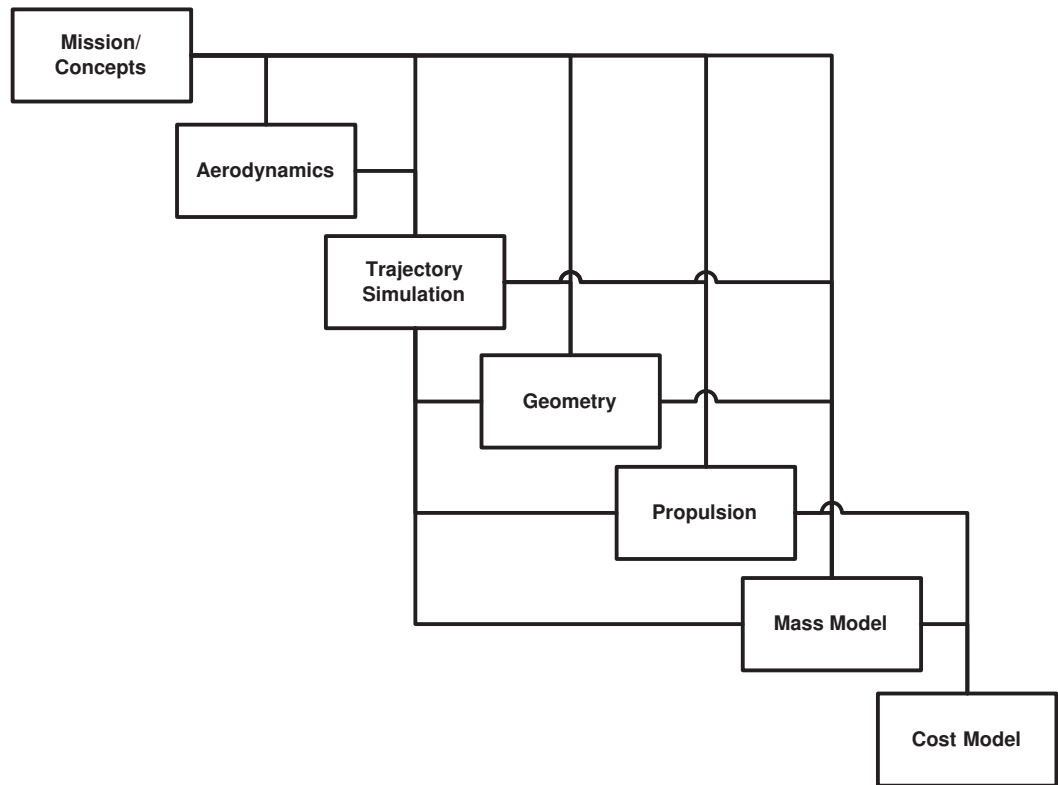 Mission/
Concepts
Aerodynamics
Trajectory
Simulation
Geometry
Propulsion
Mass Model
Cost Model